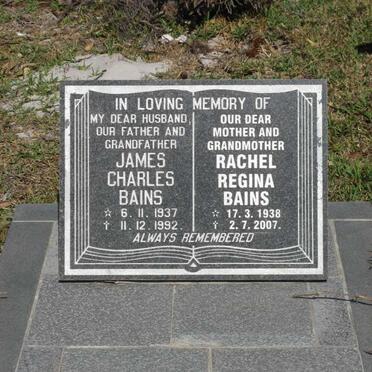 IN LOVING MEMORY OF
MY DEAR HUSBAND,
OUR FATHER AND
GRANDFATHER
JAMES
CHARLES
BAINS
☆ 6.11.1937
† 11.12.1992.
OUR DEAR
MOTHER AND
GRANDMOTHER
RACHEL
REGINA
BAINS
☆ 17.3.1938
† 2.7.2007.
ALWAYS REMEMBERED